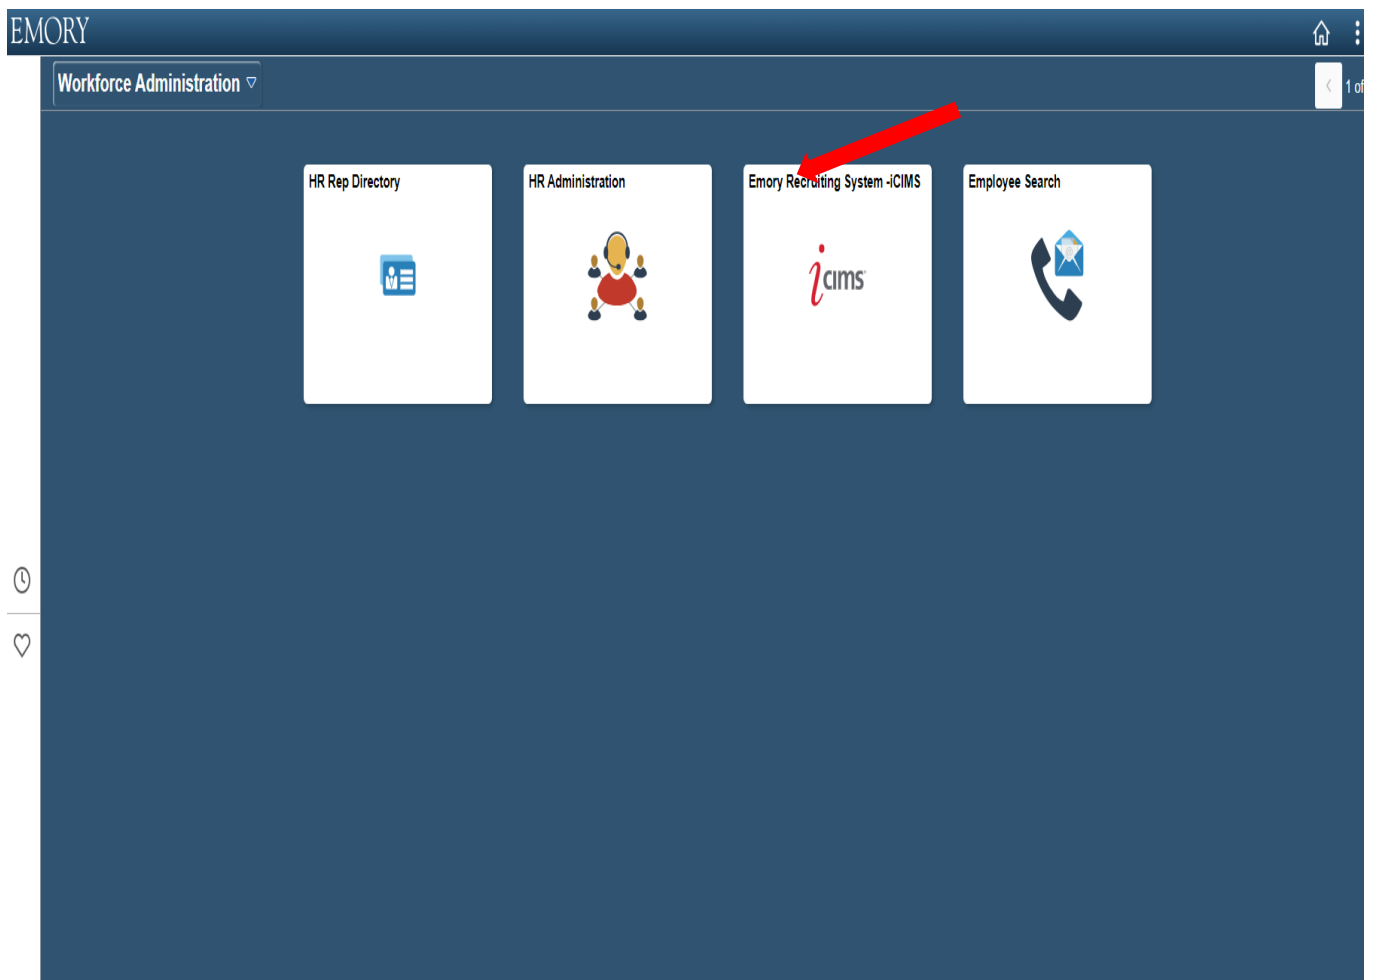 EMORY
Workforce Administration
1 of
HR Rep Directory
HR Administration
Emory Recruiting System -iCIMS
Employee Search
icims